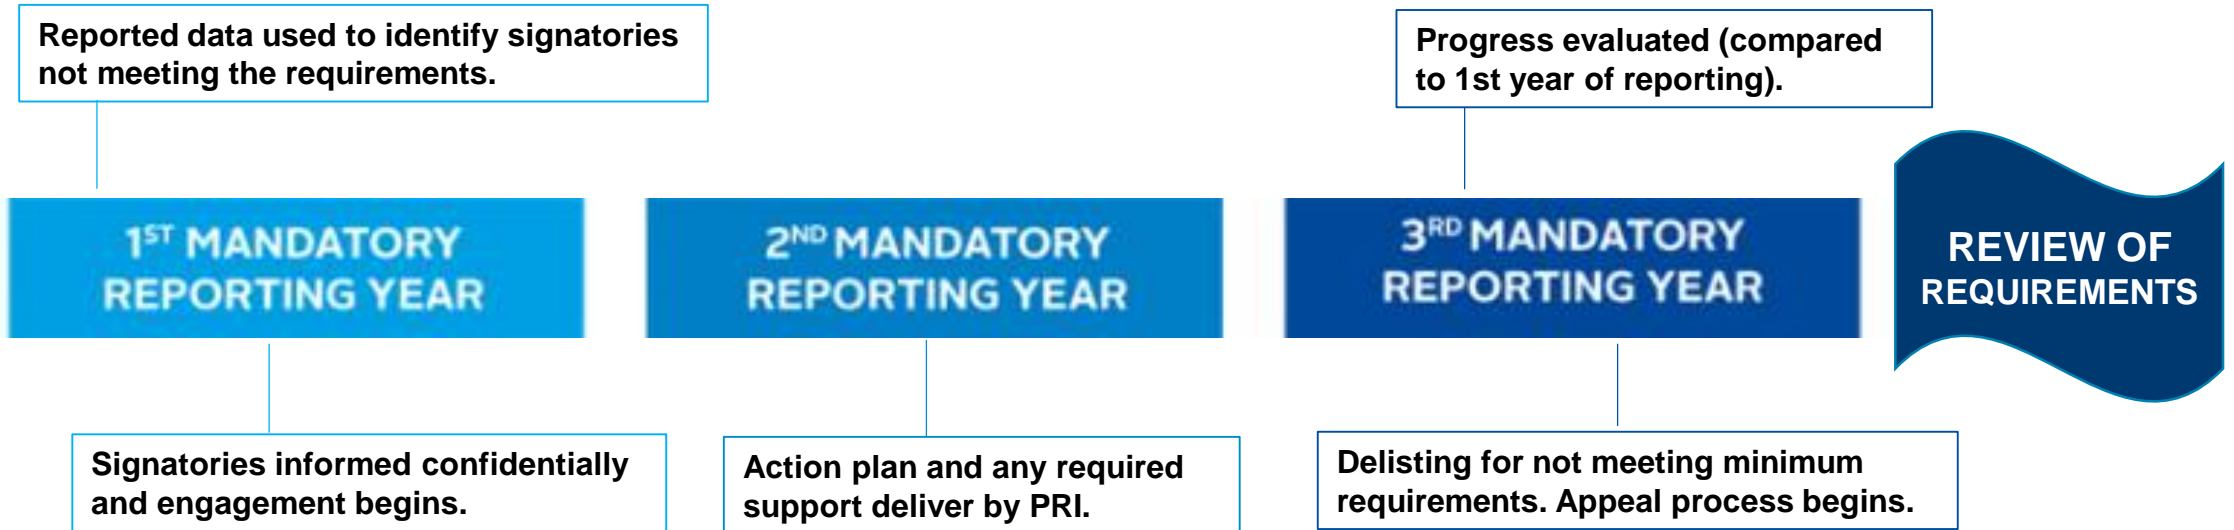 Reported data used to identify signatories
not meeting the requirements.
Progress evaluated (compared
to 1st year of reporting).
1ST MANDATORY
REPORTING YEAR
2ND MANDATORY
REPORTING YEAR
3RD MANDATORY
REPORTING YEAR
REVIEW OF
REQUIREMENTS
Signatories informed confidentially
and engagement begins.
Action plan and any required
support deliver by PRI.
Delisting for not meeting minimum
requirements. Appeal process begins.